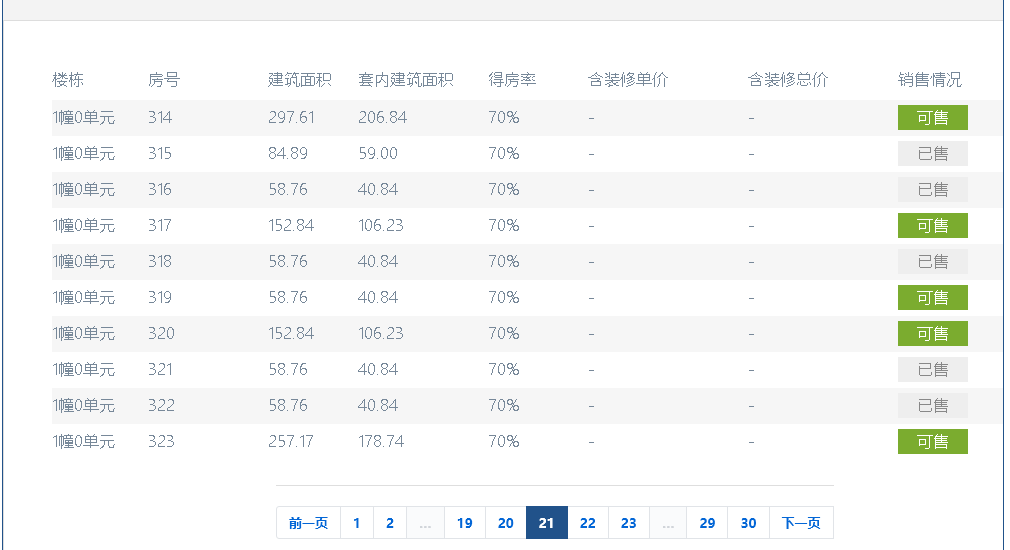 楼栋 房号 建筑面积 套内建筑面积 得房率 含装修单价 含装修总价 销售情况
1幢0单元 314 297.61 206.84 70% - - 可售
1幢0单元 315 84.89 59.00 70% - - 已售
1幢0单元 316 58.76 40.84 70% - - 已售
1幢0单元 317 152.84 106.23 70% - - 可售
1幢0单元 318 58.76 40.84 70% - - 已售
1幢0单元 319 58.76 40.84 70% - - 可售
1幢0单元 320 152.84 106.23 70% - - 可售
1幢0单元 321 58.76 40.84 70% - - 已售
1幢0单元 322 58.76 40.84 70% - - 已售
1幢0单元 323 257.17 178.74 70% - - 可售
前一页 1 2 ... 19 20 21 22 23 ... 29 30 下一页